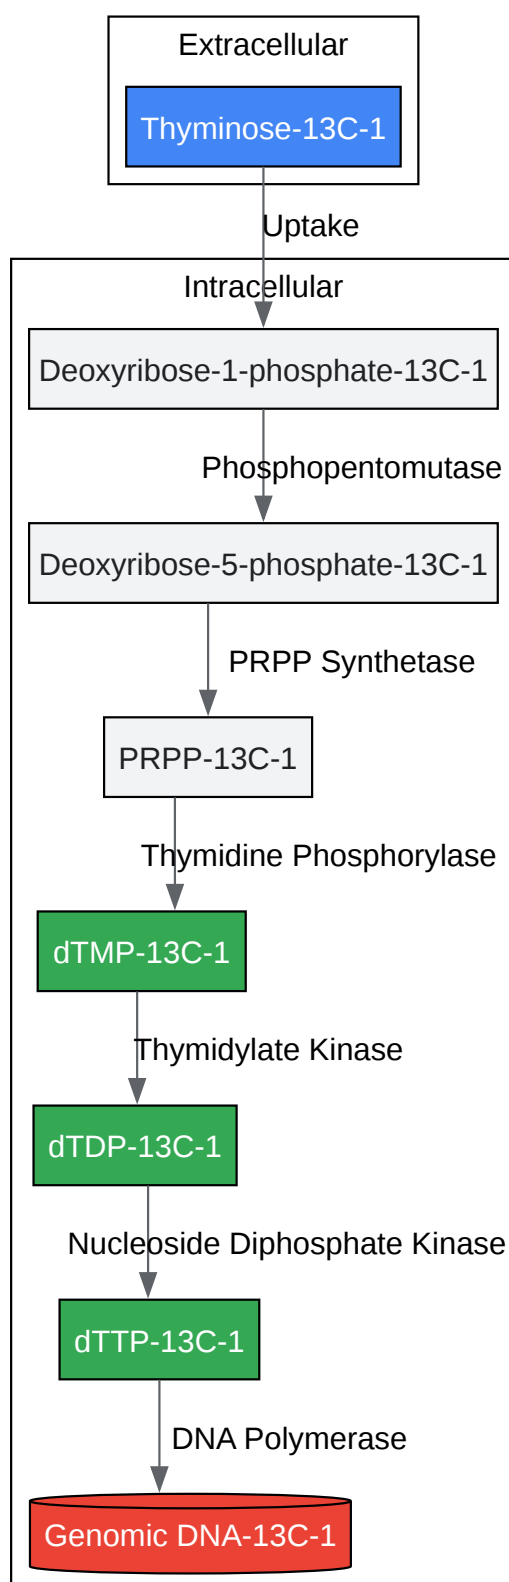 Extracellular
Thyminose-13C-1
Uptake
Intracellular
Deoxyribose-1-phosphate-13C-1
Phosphopentomutase
Deoxyribose-5-phosphate-13C-1
PRPP Synthetase
PRPP-13C-1
Thymidine Phosphorylase
dTMP-13C-1
Thymidylate Kinase
dTDP-13C-1
Nucleoside Diphosphate Kinase
dTTP-13C-1
DNA Polymerase
Genomic DNA-13C-1